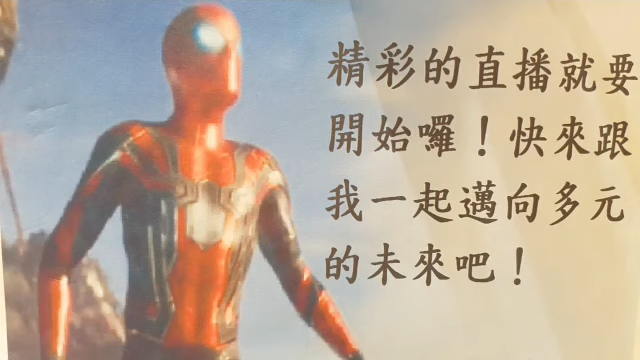 精彩的直播就要
開始囉！快來跟
我一起邁向多元
的未來吧！